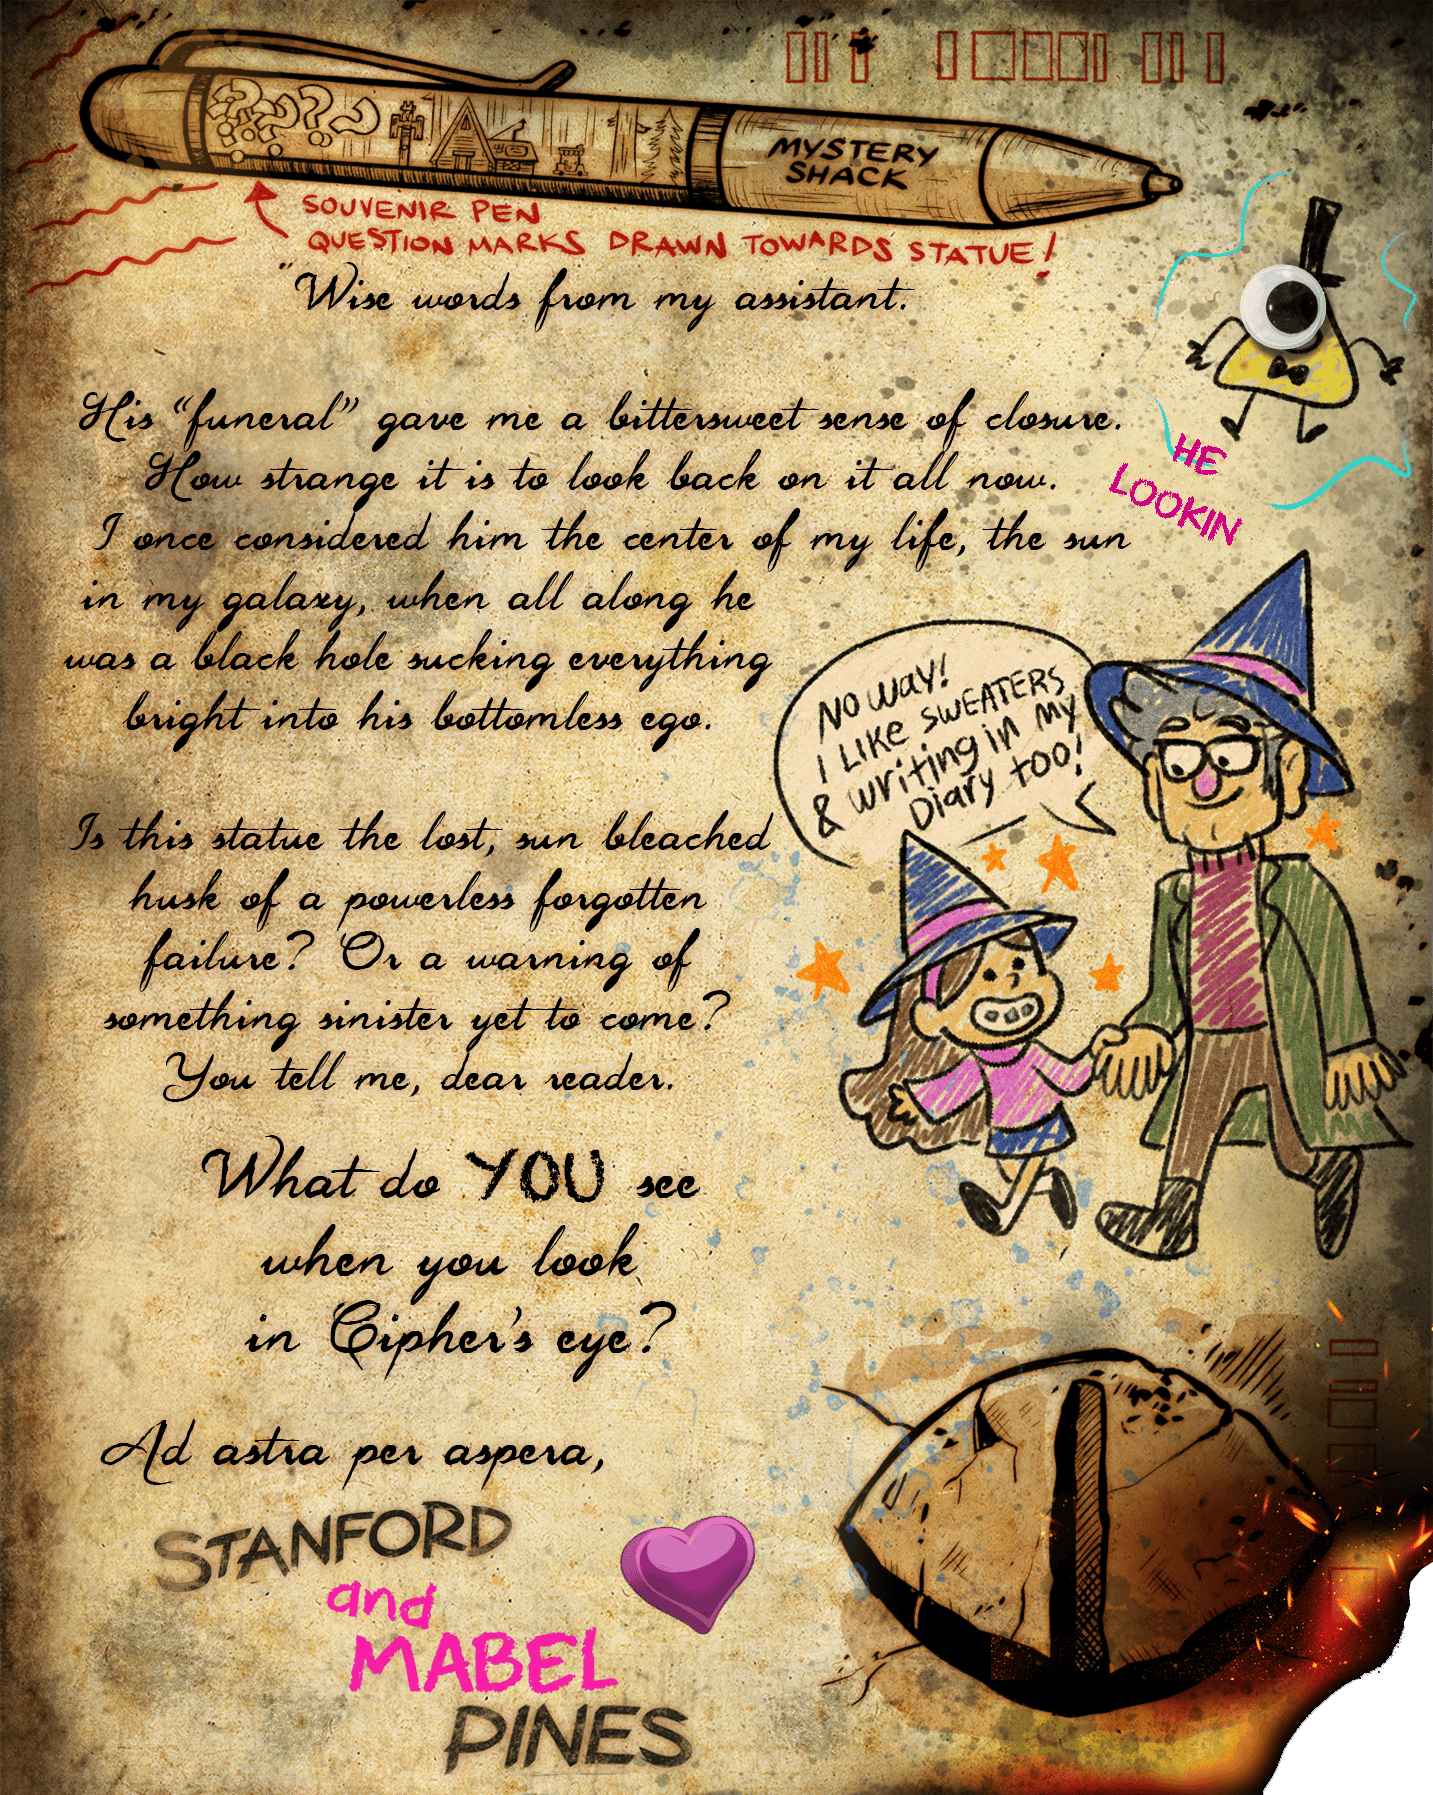 MYSTERY
SHACK
SOUVENIR PEN
QUESTION MARKS DRAWN TOWARDS STATUE!
"Wise words from my assistant.
His "funeral" gave me a bittersweet sense of closure.
How strange it is to look back on it all now.
I once considered him the center of my life, the sun
in my galaxy, when all along he
was a black hole sucking everything
bright into his bottomless ego.
HE
LOOKIN
No way!
I LIKE SWEATERS
& writing in my
Diary too!
Is this statue the lost, sun bleached
husk of a powerless forgotten
failure? Or a warning of
something sinister yet to come?
You tell me, dear reader.
What do YOU see
when you look
in Cipher's eye?
Ad astra per aspera,
STANFORD
and
MABEL
PINES